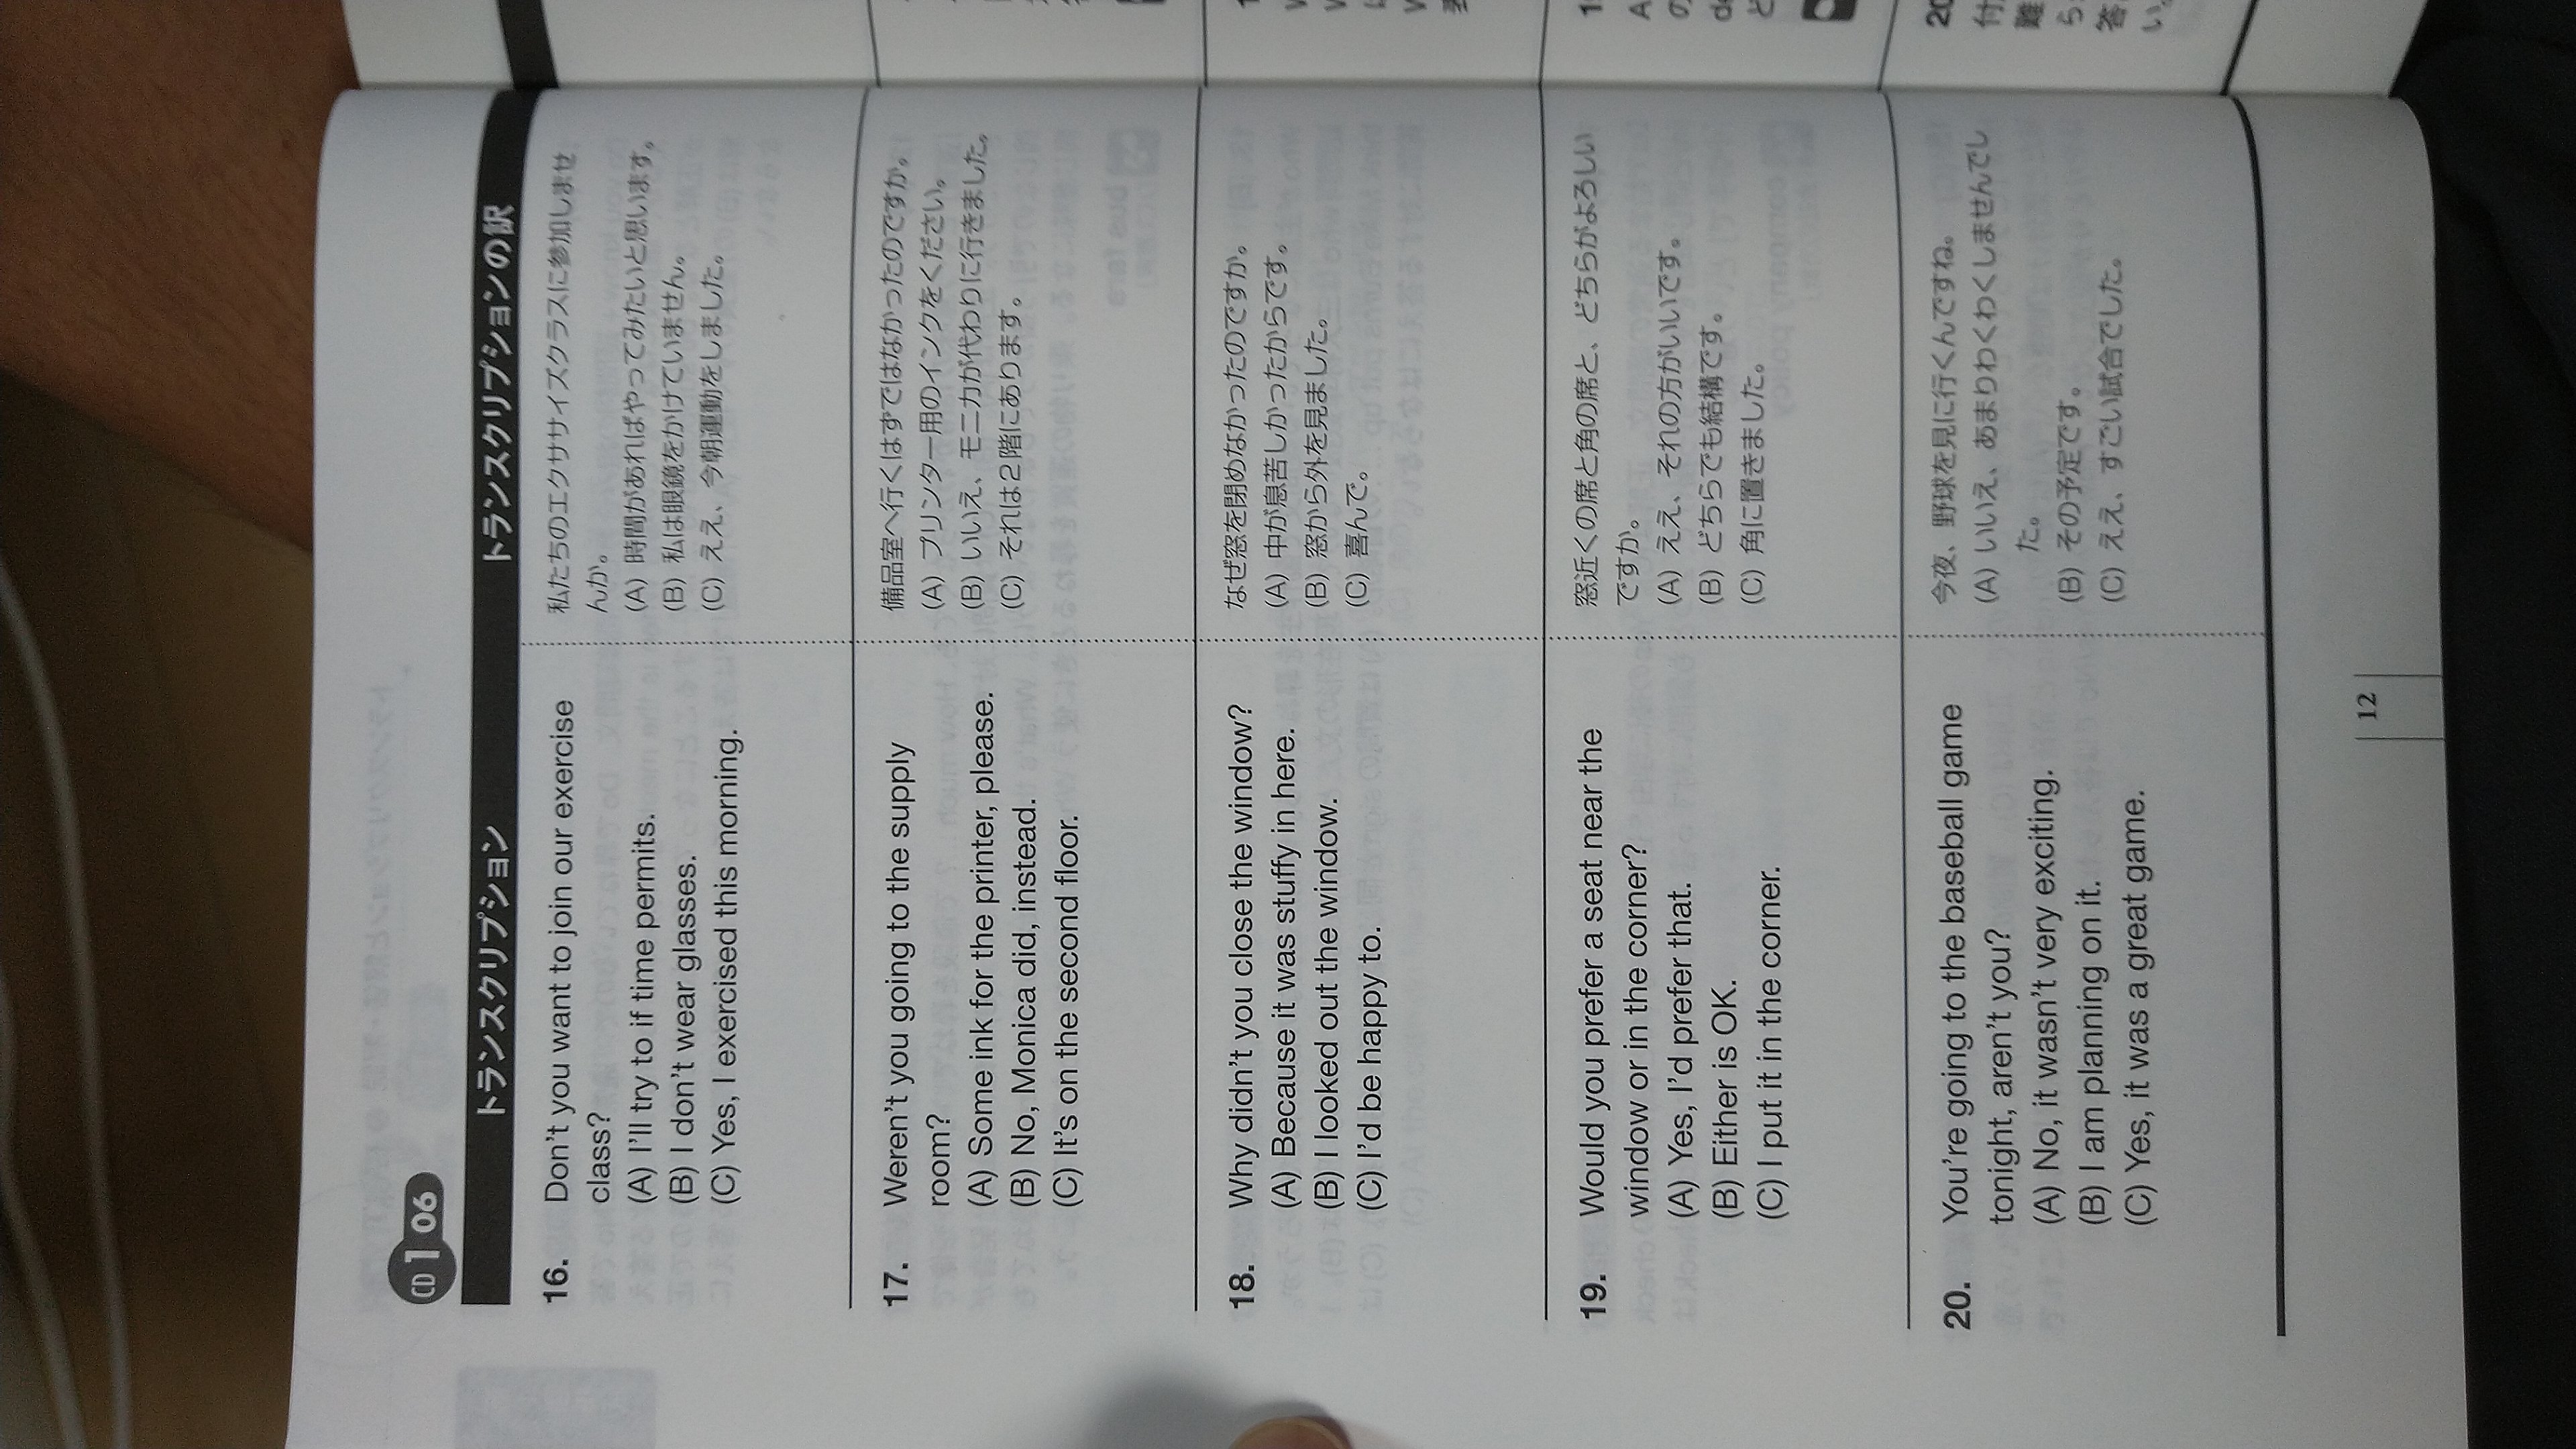 CD 1 06
トランスクリプション
トランスクリプションの訳
16. Don't you want to join our exercise
class?
(A) I'll try to if time permits.
(B) I don't wear glasses.
(C) Yes, I exercised this morning.
私たちのエクササイズクラスに参加しませ
んか。
(A) 時間があればやってみたいと思います。
(B) 私は眼鏡をかけていません。
(C) ええ、今朝運動をしました。
17. Weren't you going to the supply
room?
(A) Some ink for the printer, please.
(B) No, Monica did, instead.
(C) It's on the second floor.
備品室へ行くはずではなかったのですか。
(A) プリンター用のインクをください。
(B) いいえ、モニカが代わりに行きました。
(C) それは2階にあります。
18. Why didn't you close the window?
(A) Because it was stuffy in here.
(B) I looked out the window.
(C) I'd be happy to.
なぜ窓を閉めなかったのですか。
(A) 中が息苦しかったからです。
(B) 窓から外を見ました。
(C) 喜んで。
19. Would you prefer a seat near the
window or in the corner?
(A) Yes, I'd prefer that.
(B) Either is OK.
(C) I put it in the corner.
窓近くの席と角の席と、どちらがよろしい
ですか。
(A) ええ、それの方がいいです。
(B) どちらでも結構です。
(C) 角に置きました。
20. You're going to the baseball game
tonight, aren't you?
(A) No, it wasn't very exciting.
(B) I am planning on it.
(C) Yes, it was a great game.
今夜、野球を見に行くんですね。
(A) いいえ、あまりわくわくしませんでし
た。
(B) その予定です。
(C) ええ、すごい試合でした。
12